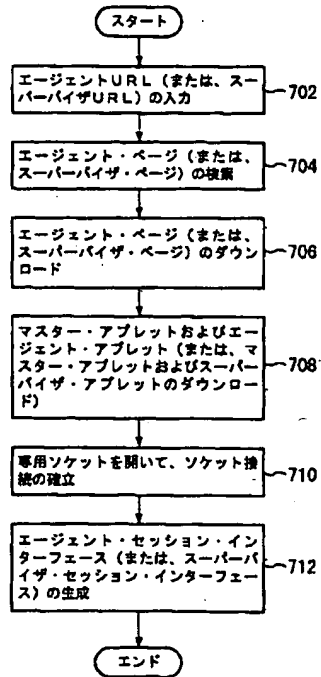 スタート
エージェントURL(または、スー
パーバイザURL)の入力
702
エージェント・ページ(または、
スーパーバイザ・ページ)の検索
704
エージェント・ページ(または、
スーパーバイザ・ページ)のダウン
ロード
706
マスター・アプレットおよびエー
ジェント・アプレット(または、マ
スター・アプレットおよびスーパー
バイザ・アプレットのダウンロー
ド)
708
専用ソケットを開いて、ソケット接
続の確立
710
エージェント・セッション・イン
ターフェース(または、スーパーバ
イザ・セッション・インターフェー
ス)の生成
712
エンド